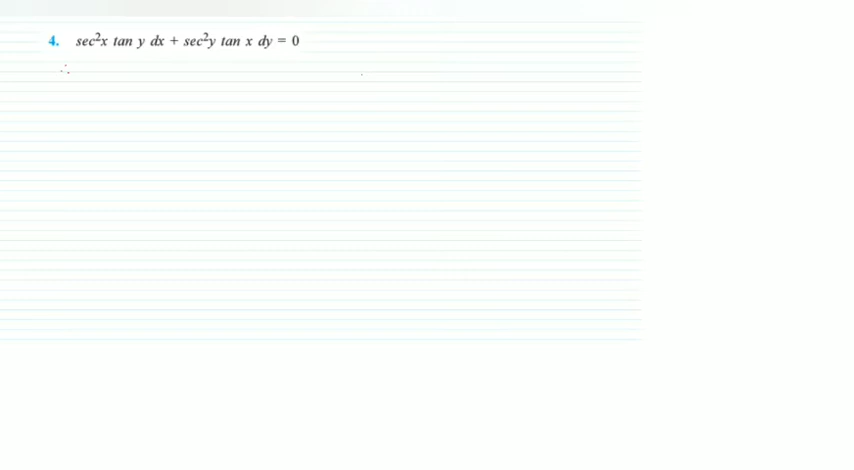 4. sec²x tan y dx + sec²y tan x dy = 0
∴